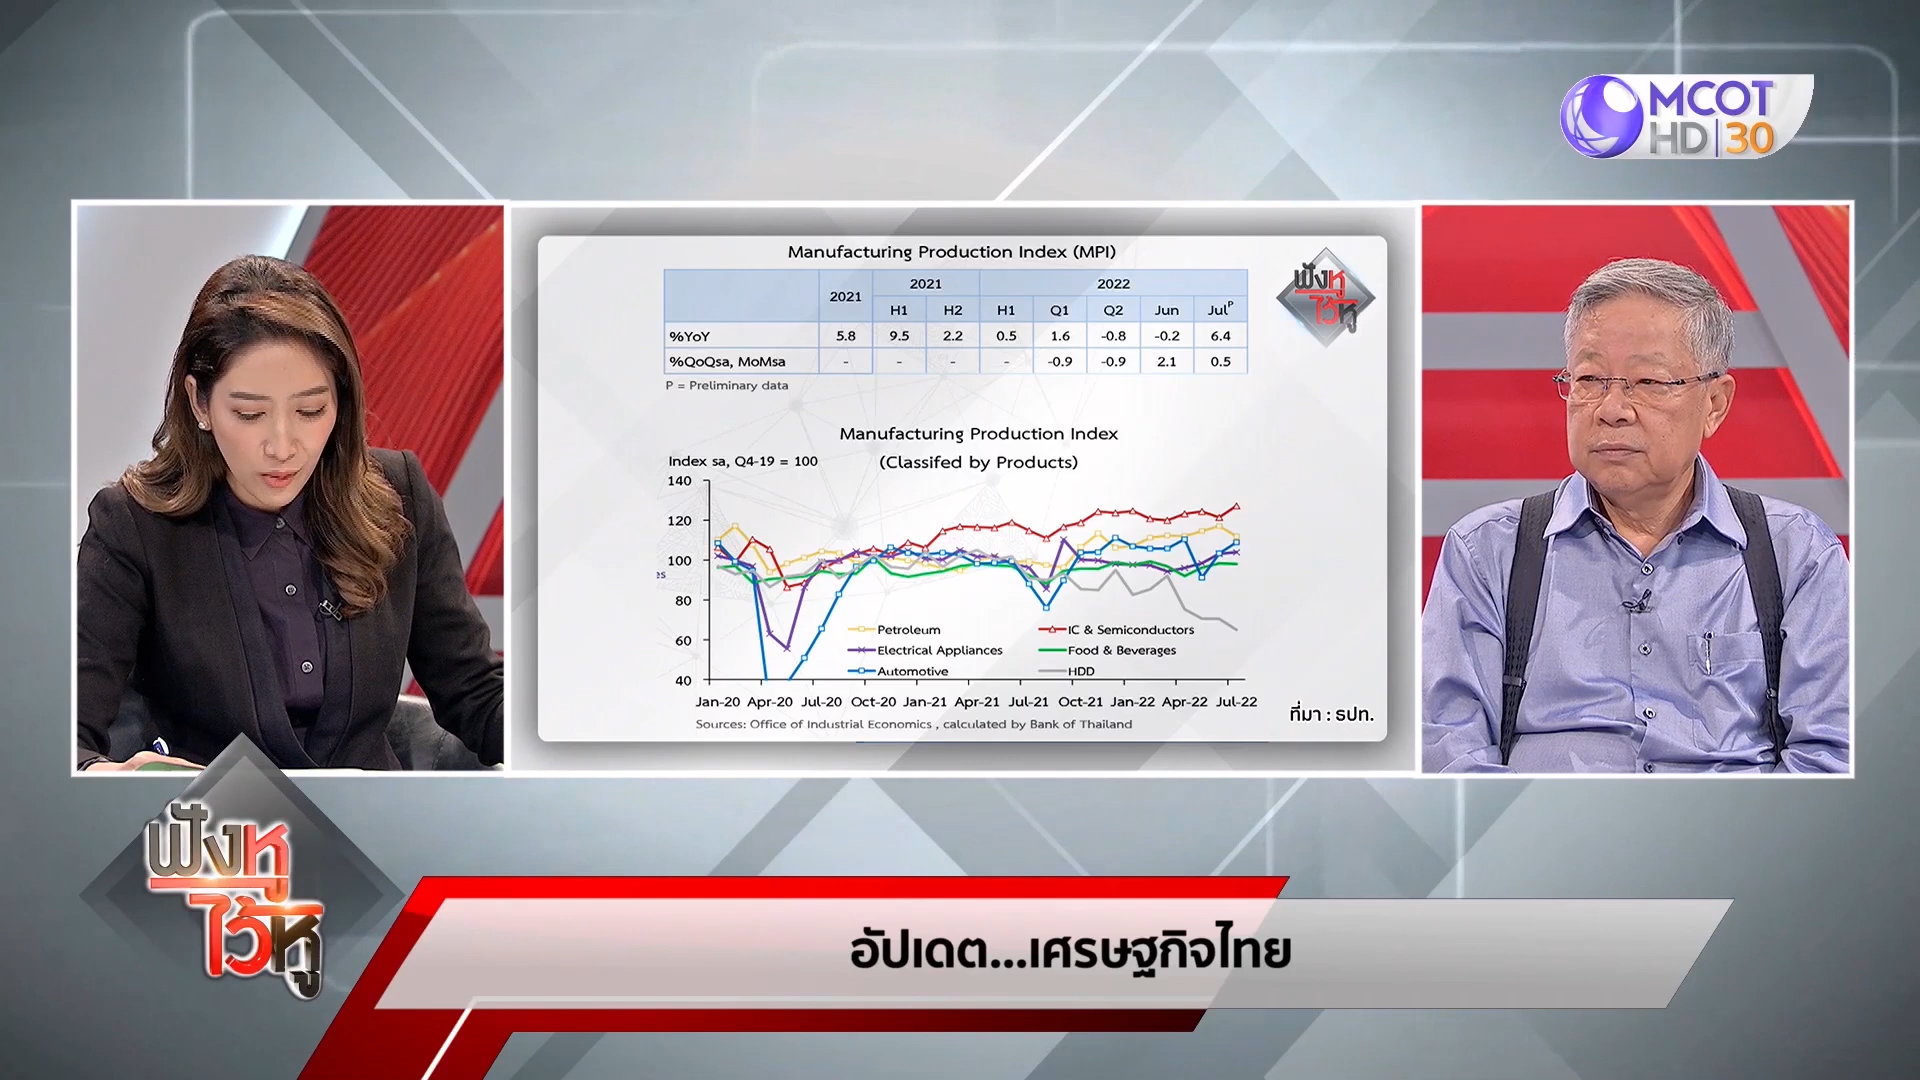 MCOT
HD 30
Manufacturing Production Index (MPI)
ฟังหู
ไว้หู
2021 2021 2022
H1 H2 H1 Q1 Q2 Jun Julᴾ
%YoY 5.8 9.5 2.2 0.5 1.6 -0.8 -0.2 6.4
%QoQsa, MoMsa - - - - -0.9 -0.9 2.1 0.5
P = Preliminary data
Manufacturing Production Index
Index sa, Q4-19 = 100 (Classifed by Products)
140
120
100
es
80
60
40
Petroleum IC & Semiconductors
Electrical Appliances Food & Beverages
Automotive HDD
Jan-20 Apr-20 Jul-20 Oct-20 Jan-21 Apr-21 Jul-21 Oct-21 Jan-22 Apr-22 Jul-22
Sources: Office of Industrial Economics , calculated by Bank of Thailand
ที่มา : ธปท.
ฟังหู
ไว้หู
อัปเดต...เศรษฐกิจไทย